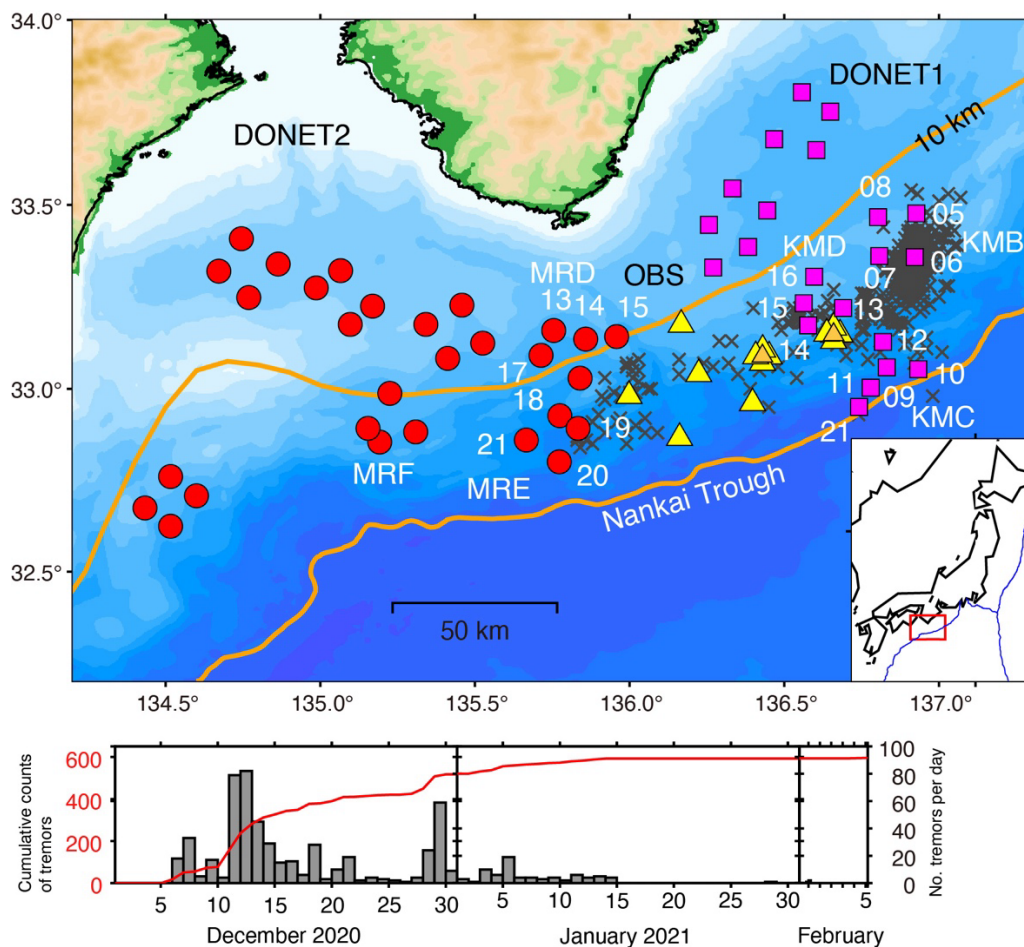 34.0°
33.5°
33.0°
32.5°
134.5°
135.0°
135.5°
136.0°
136.5°
137.0°
DONET1
DONET2
10 km
08
05
KMB
KMD
06
OBS
MRD
16
07
13 14 15
15
13
12
14
17
11
10
18
09
19
KMC
21
21
MRF
MRE
20
Nankai Trough
50 km
Cumulative counts
of tremors
600
400
200
0
100
80
60
40
20
0
No. tremors per day
5
10
15
20
25
30
5
10
15
20
25
30
5
December 2020
January 2021
February